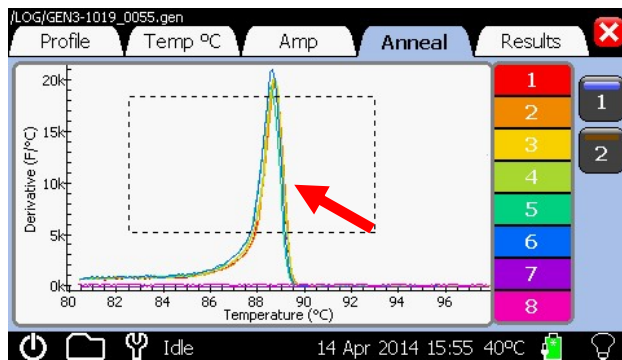 /LOG/GEN3-1019_0055.gen
Profile Temp ºC Amp Anneal Results
20k
15k
10k
5k
0k
Derivative (F/°C)
80 82 84 86 88 90 92 94 96
Temperature (°C)
1
2
3
4
5
6
7
8
1
2
Idle 14 Apr 2014 15:55 40ºC